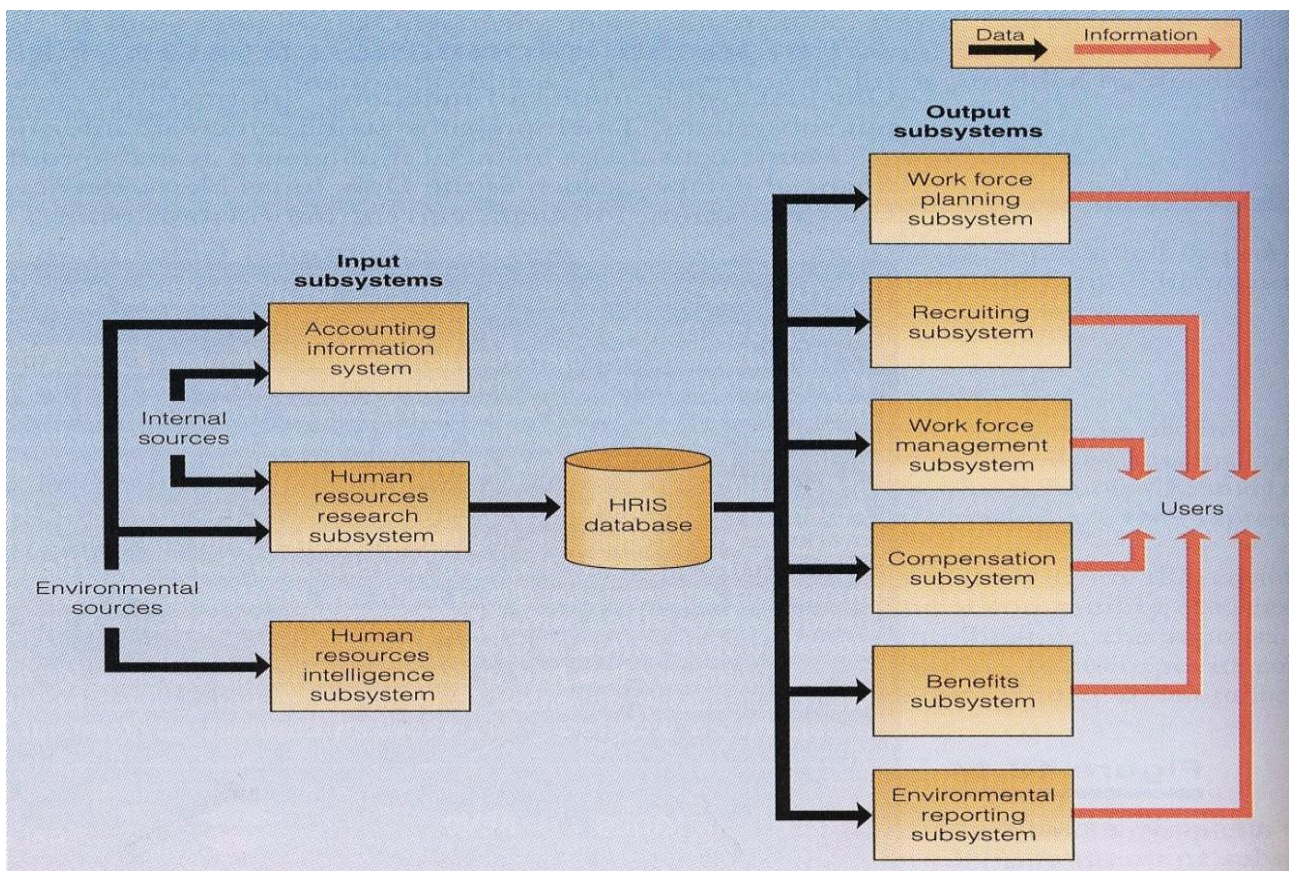 Data
Information
Output
subsystems
Work force
planning
subsystem
Input
subsystems
Accounting
information
system
Recruiting
subsystem
Internal
sources
Work force
management
subsystem
Human
resources
research
subsystem
HRIS
database
Users
Compensation
subsystem
Environmental
sources
Human
resources
intelligence
subsystem
Benefits
subsystem
Environmental
reporting
subsystem